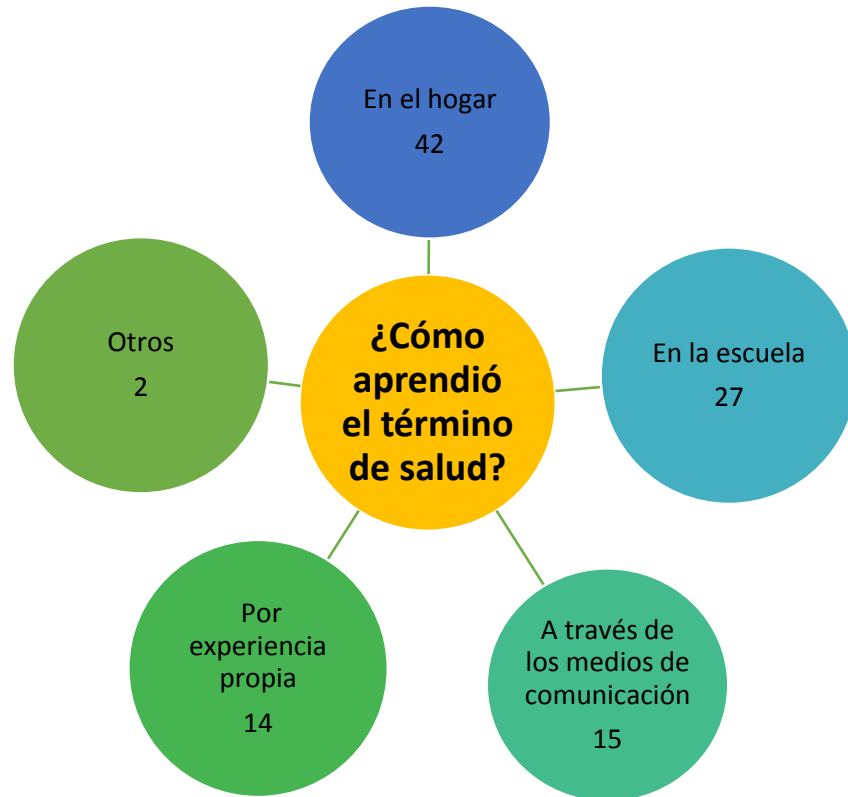 En el hogar
42
¿Cómo
aprendió
el término
de salud?
En la escuela
27
A través de
los medios de
comunicación
15
Por
experiencia
propia
14
Otros
2